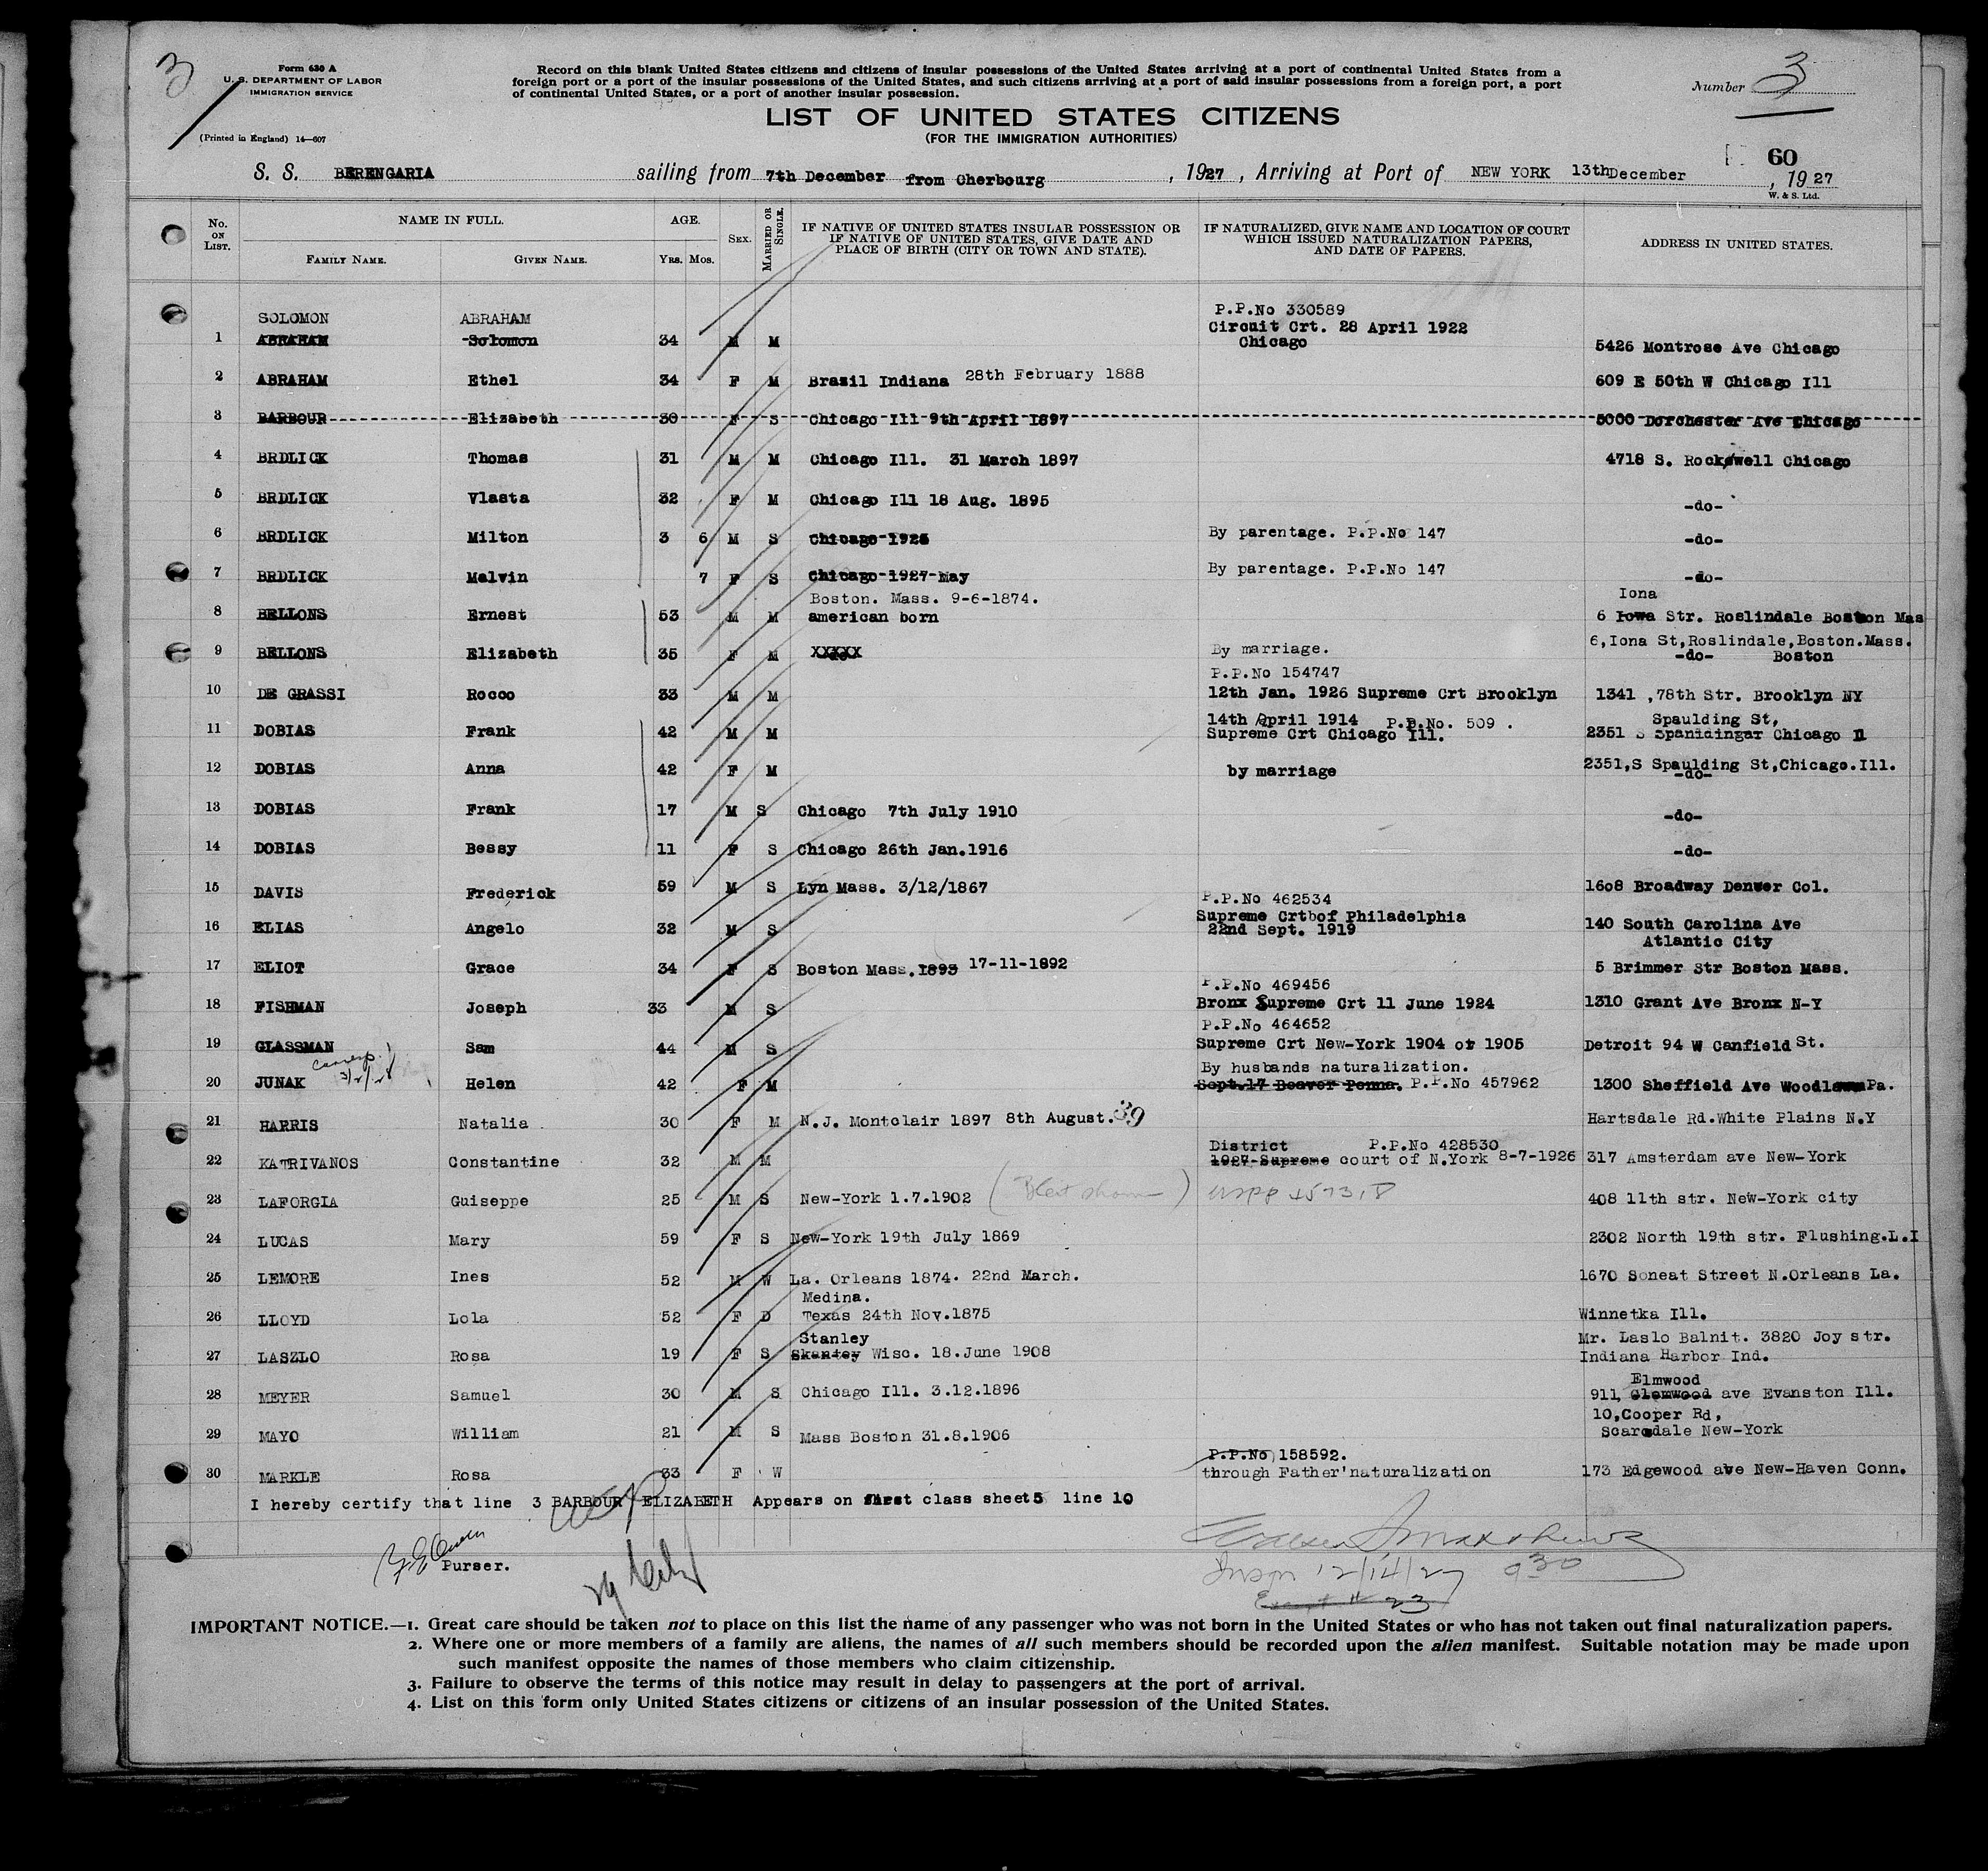 3
Form 630 A
U. S. DEPARTMENT OF LABOR
IMMIGRATION SERVICE
(Printed in England) 14—607
Record on this blank United States citizens and citizens of insular possessions of the United States arriving at a port of continental United States from a
foreign port or a port of the insular possessions of the United States, and such citizens arriving at a port of said insular possessions from a foreign port, a port
of continental United States, or a port of another insular possession.
Number 3
LIST OF UNITED STATES CITIZENS
(FOR THE IMMIGRATION AUTHORITIES)
60
S. S. BERENGARIA sailing from 7th December from Cherbourg, 1927, Arriving at Port of NEW YORK 13thDecember, 1927
W. & S. Ltd.
No. ON LIST.
NAME IN FULL.
FAMILY NAME. GIVEN NAME.
AGE.
YRS. MOS.
SEX.
MARRIED OR SINGLE.
IF NATIVE OF UNITED STATES INSULAR POSSESSION OR
IF NATIVE OF UNITED STATES, GIVE DATE AND
PLACE OF BIRTH (CITY OR TOWN AND STATE).
IF NATURALIZED, GIVE NAME AND LOCATION OF COURT
WHICH ISSUED NATURALIZATION PAPERS,
AND DATE OF PAPERS.
ADDRESS IN UNITED STATES.
SOLOMON ABRAHAM P.P.No 330589
1 ABRAHAM Solomon 34 M M Circuit Crt. 28 April 1922
Chicago 5426 Montrose Ave Chicago
2 ABRAHAM Ethel 34 F M Brazil Indiana 28th February 1888 609 E 50th W Chicago Ill
3 BARBOUR Elizabeth 30 F S Chicago Ill 9th April 1897 5000 Dorchester Ave Chicago
4 BRDLICK Thomas 31 M M Chicago Ill. 31 March 1897 4718 S. Rockwell Chicago
5 BRDLICK Vlasta 32 F M Chicago Ill 18 Aug. 1895 -do-
6 BRDLICK Milton 3 6 M S Chicago By parentage. P.P.No 147 -do-
7 BRDLICK Melvin 7 F S Chicago-1927-May By parentage. P.P.No 147 -do-
Boston. Mass. 9-6-1874. Iona
8 BELLONS Ernest 53 M M american born 6 Iowa Str. Roslindale Boston Mas
6,Iona St,Roslindale,Boston.Mass.
9 BELLONS Elizabeth 35 F M XXXXX By marriage. -do- Boston
P.P.No 154747
10 DE GRASSI Rocco 33 M M 12th Jan. 1926 Supreme Crt Brooklyn 1341 ,78th Str. Brooklyn NY
14th April 1914 P.P.No. 509 . Spaulding St,
11 DOBIAS Frank 42 M M Supreme Crt Chicago Ill. 2351 S Chicago
12 DOBIAS Anna 42 F M by marriage 2351,S Spaulding St,Chicago.Ill.
-do-
13 DOBIAS Frank 17 M S Chicago 7th July 1910 -do-
14 DOBIAS Bessy 11 F S Chicago 26th Jan.1916 -do-
15 DAVIS Frederick 59 M S Lyn Mass. 3/12/1867 1608 Broadway Denver Col.
P.P.No 462534
16 ELIAS Angelo 32 M S Supreme Crtbof Philadelphia
22nd Sept. 1919 140 South Carolina Ave
Atlantic City
17 ELIOT Grace 34 F S Boston Mass.1893 17-11-1892 5 Brimmer Str Boston Mass.
P.P.No 469456
18 FISHMAN Joseph 33 M S Bronx Supreme Crt 11 June 1924 1310 Grant Ave Bronx N-Y
P.P.No 464652
19 GLASSMAN Sam 44 M S Supreme Crt New-York 1904 or 1905 Detroit 94 W Canfield St.
3/2/28 By husbands naturalization.
20 JUNAK Helen 42 F M Sept.17 Beaver Penna. P.P.No 457962 1300 Sheffield Ave Woodlawn Pa.
21 HARRIS Natalia 30 F M N.J. Montclair 1897 8th August. 39 Hartsdale Rd.White Plains N.Y
District P.P.No 428530
22 KATRIVANOS Constantine 32 M M 1927-Supreme court of N.York 8-7-1926 317 Amsterdam ave New-York
23 LAFORGIA Guiseppe 25 M S New-York 1.7.1902 408 11th str. New-York city
24 LUCAS Mary 59 F S New-York 19th July 1869 2302 North 19th str. Flushing.L.I
25 LEMORE Ines 52 M W La. Orleans 1874. 22nd March. 1670 Soneat Street N.Orleans La.
Medina.
26 LLOYD Lola 52 F D Texas 24th Nov.1875 Winnetka Ill.
Stanley Mr. Laslo Balnit. 3820 Joy str.
27 LASZLO Rosa 19 F S Skantey Wisc. 18.June 1908 Indiana Harbor Ind.
28 MEYER Samuel 30 M S Chicago Ill. 3.12.1896 Elmwood
911, Glemwood ave Evanston Ill.
29 MAYO William 21 M S Mass Boston 31.8.1906 10,Cooper Rd,
Scarsdale New-York
P.P.No 158592.
30 MARKLE Rosa 33 F W through Father'naturalization 173 Edgewood ave New-Haven Conn.
I hereby certify that line 3 BARBOUR ELIZABETH Appears on first class sheet 5 line 10
Purser.
12/14/27 930
23
IMPORTANT NOTICE.—1. Great care should be taken not to place on this list the name of any passenger who was not born in the United States or who has not taken out final naturalization papers.
2. Where one or more members of a family are aliens, the names of all such members should be recorded upon the alien manifest. Suitable notation may be made upon
such manifest opposite the names of those members who claim citizenship.
3. Failure to observe the terms of this notice may result in delay to passengers at the port of arrival.
4. List on this form only United States citizens or citizens of an insular possession of the United States.